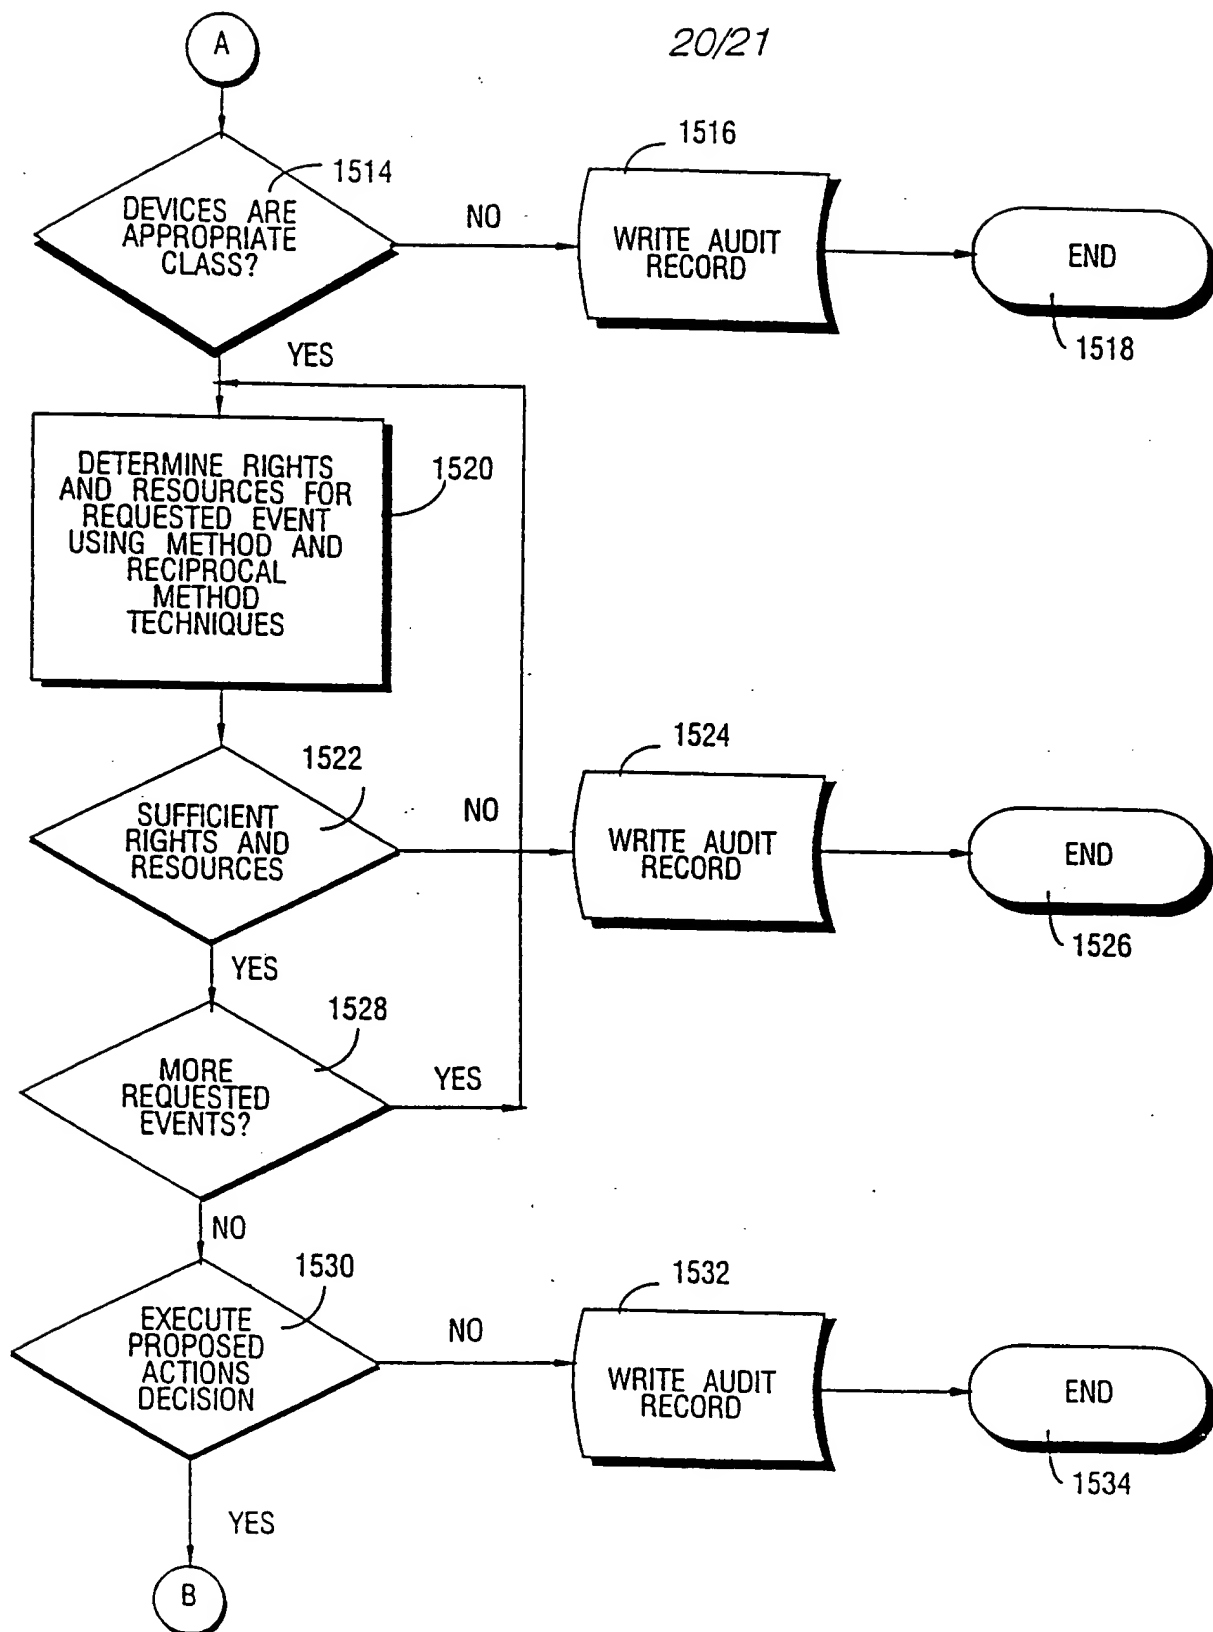 20/21
A
1514
DEVICES ARE
APPROPRIATE
CLASS?
NO
1516
WRITE AUDIT
RECORD
END
1518
YES
DETERMINE RIGHTS
AND RESOURCES FOR
REQUESTED EVENT
USING METHOD AND
RECIPROCAL
METHOD
TECHNIQUES
1520
1522
SUFFICIENT
RIGHTS AND
RESOURCES
NO
1524
WRITE AUDIT
RECORD
END
1526
YES
1528
MORE
REQUESTED
EVENTS?
YES
NO
1530
EXECUTE
PROPOSED
ACTIONS
DECISION
NO
1532
WRITE AUDIT
RECORD
END
1534
YES
B